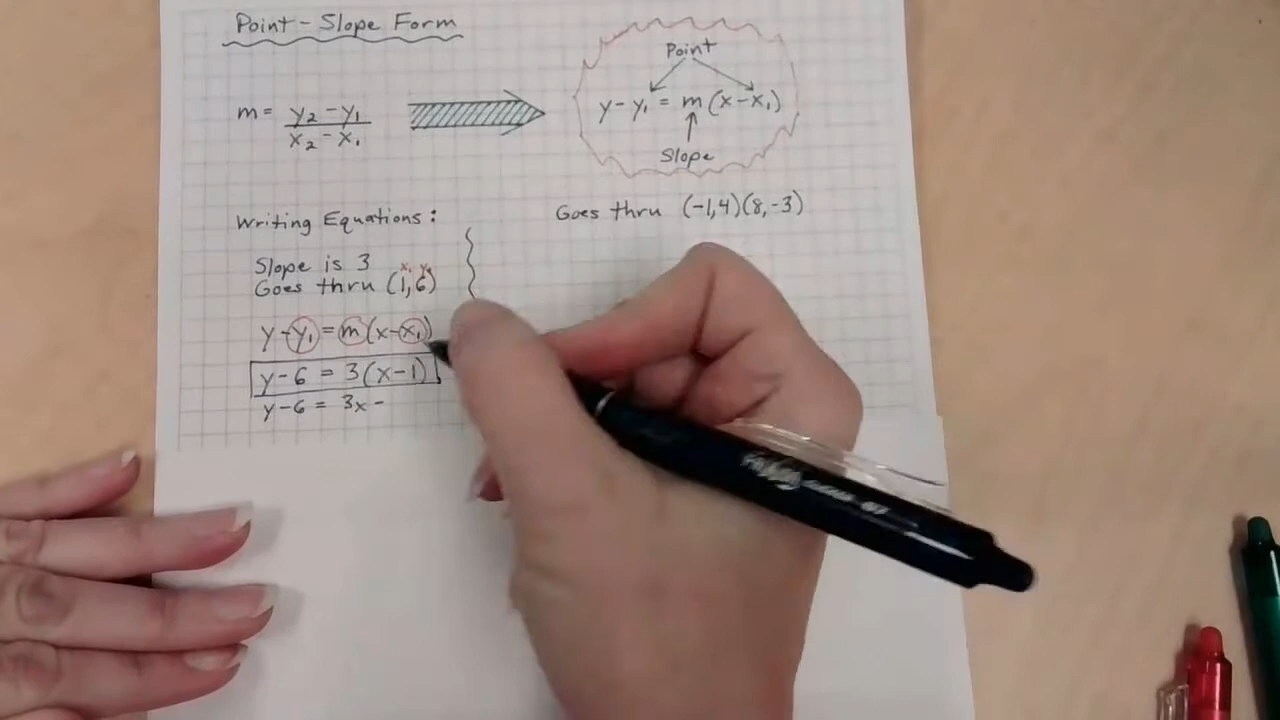 Point-Slope Form
m = y₂ - y₁ / x₂ - x₁
Point
y - y₁ = m (x - x₁)
Slope
Writing Equations:
Slope is 3
x₁ y₁
Goes thru (1,6)
y - y₁ = m (x - x₁)
y - 6 = 3(x - 1)
y - 6 = 3x -
Goes thru (-1,4)(8,-3)